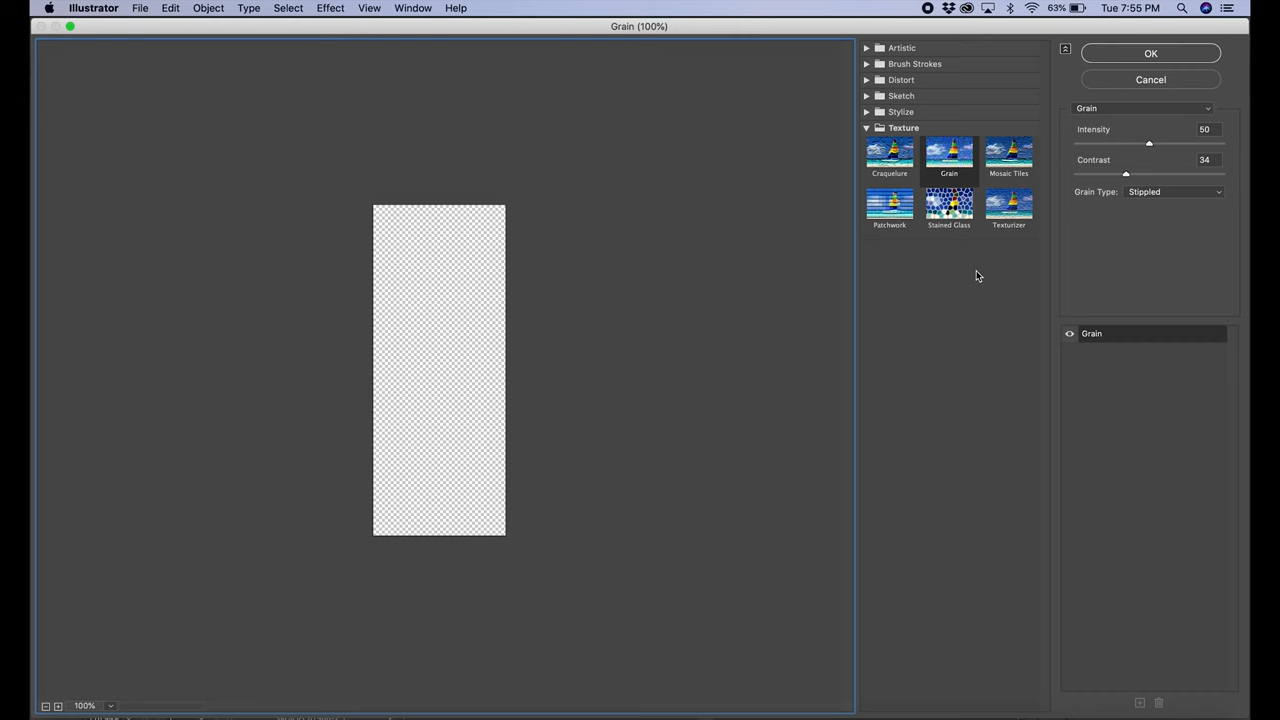 Illustrator File Edit Object Type Select Effect View Window Help 63% Tue 7:55 PM
Grain (100%)
Artistic
Brush Strokes
Distort
Sketch
Stylize
Texture
Craquelure Grain Mosaic Tiles
Patchwork Stained Glass Texturizer
OK
Cancel
Grain
Intensity 50
Contrast 34
Grain Type: Stippled
Grain
100%